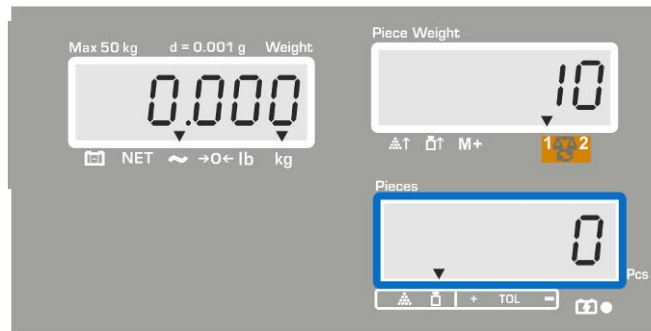 Max 50 kg d = 0.001 g Weight
0.000
NET ~ →0← lb kg
Piece Weight
10
M+ 1 2
Pieces
0
Pcs
+ TOL -